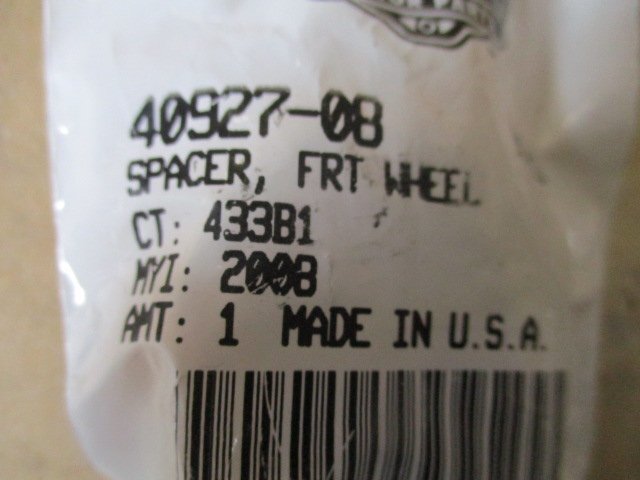 40927-08
SPACER, FRT WHEEL
CT: 433B1
MYI: 2008
AMT: 1 MADE IN U.S.A.